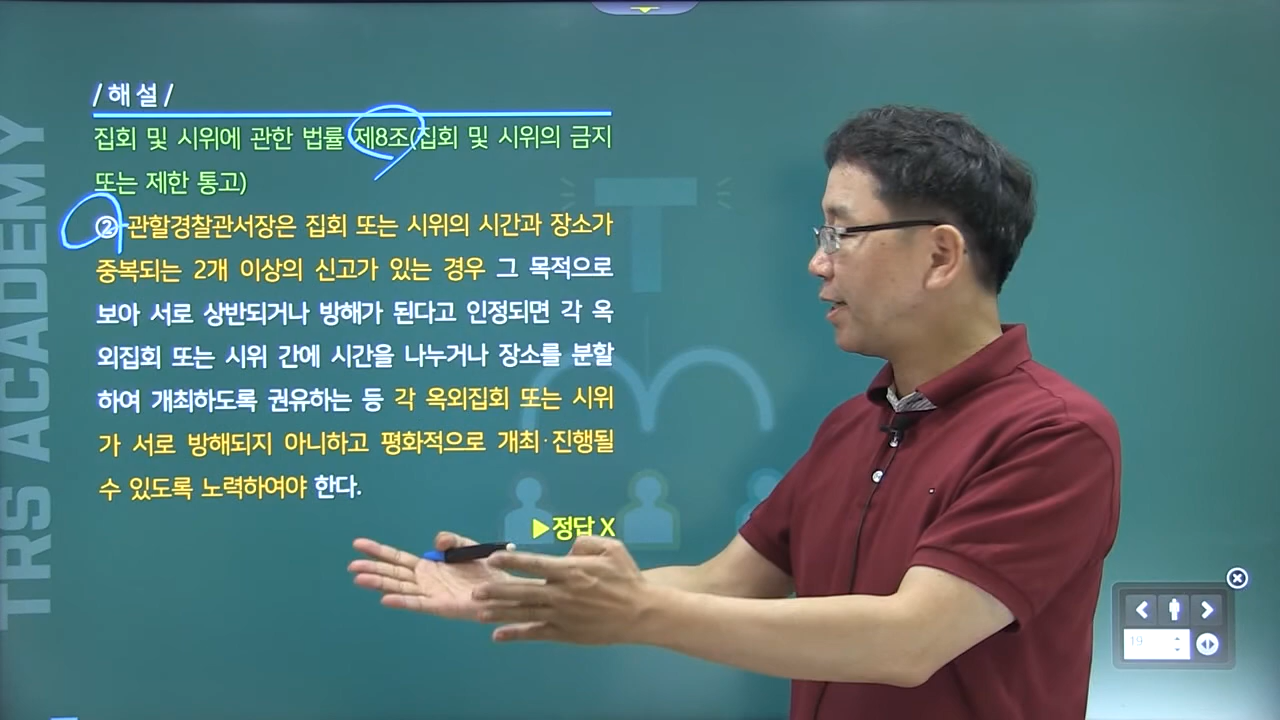 / 해 설 /
집회 및 시위에 관한 법률 제8조(집회 및 시위의 금지
또는 제한 통고)
② 관할경찰관서장은 집회 또는 시위의 시간과 장소가
중복되는 2개 이상의 신고가 있는 경우 그 목적으로
보아 서로 상반되거나 방해가 된다고 인정되면 각 옥
외집회 또는 시위 간에 시간을 나누거나 장소를 분할
하여 개최하도록 권유하는 등 각 옥외집회 또는 시위
가 서로 방해되지 아니하고 평화적으로 개최·진행될
수 있도록 노력하여야 한다.
▶정답 X
TRS ACADEMY
19